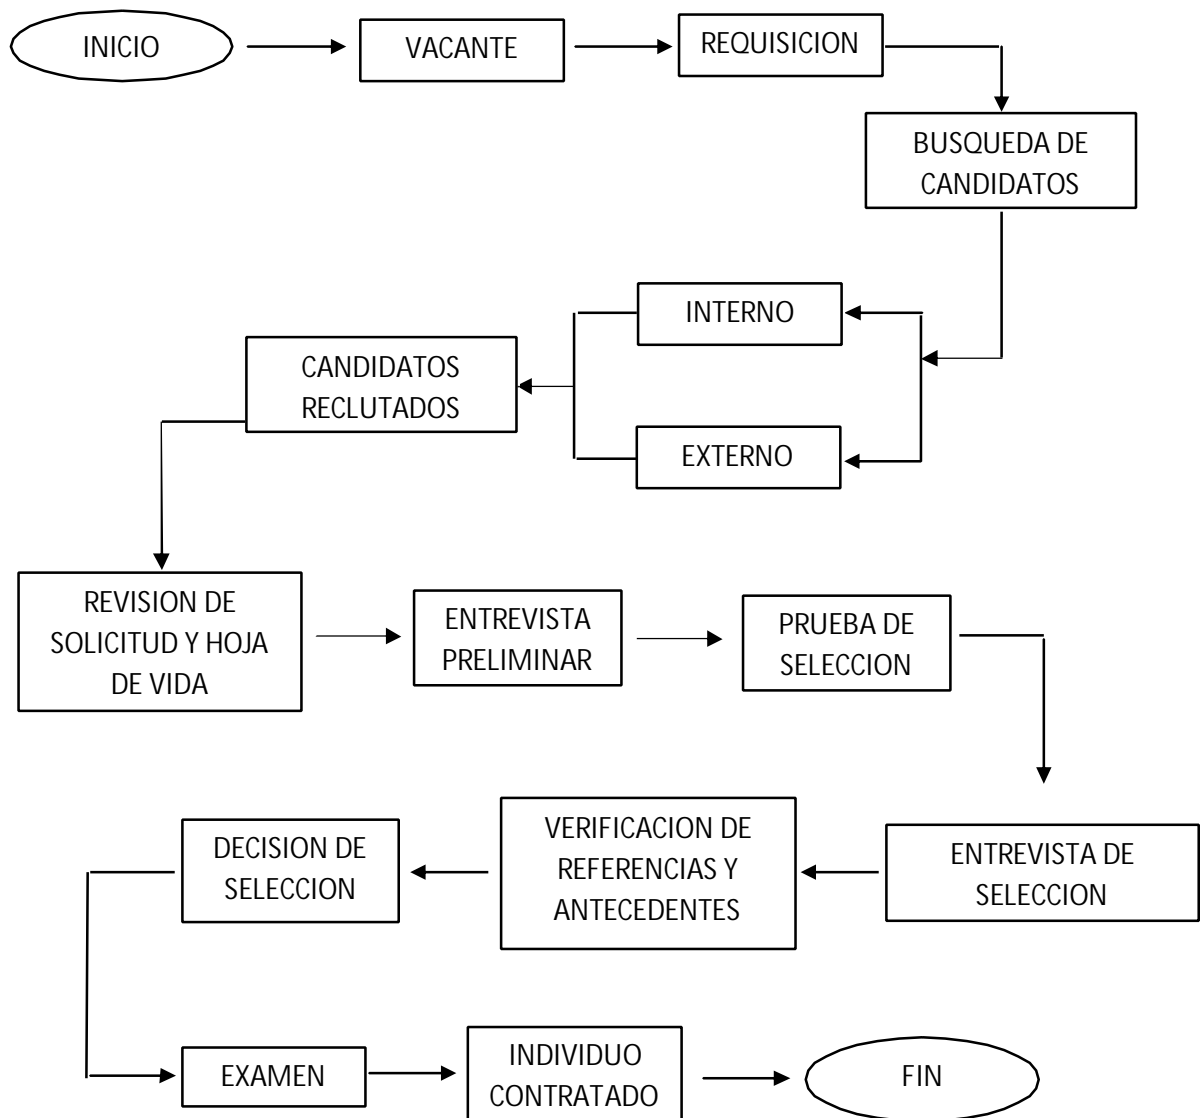 INICIO
VACANTE
REQUISICION
BUSQUEDA DE
CANDIDATOS
INTERNO
CANDIDATOS
RECLUTADOS
EXTERNO
REVISION DE
SOLICITUD Y HOJA
DE VIDA
ENTREVISTA
PRELIMINAR
PRUEBA DE
SELECCION
ENTREVISTA DE
SELECCION
VERIFICACION DE
REFERENCIAS Y
ANTECEDENTES
DECISION DE
SELECCION
EXAMEN
INDIVIDUO
CONTRATADO
FIN